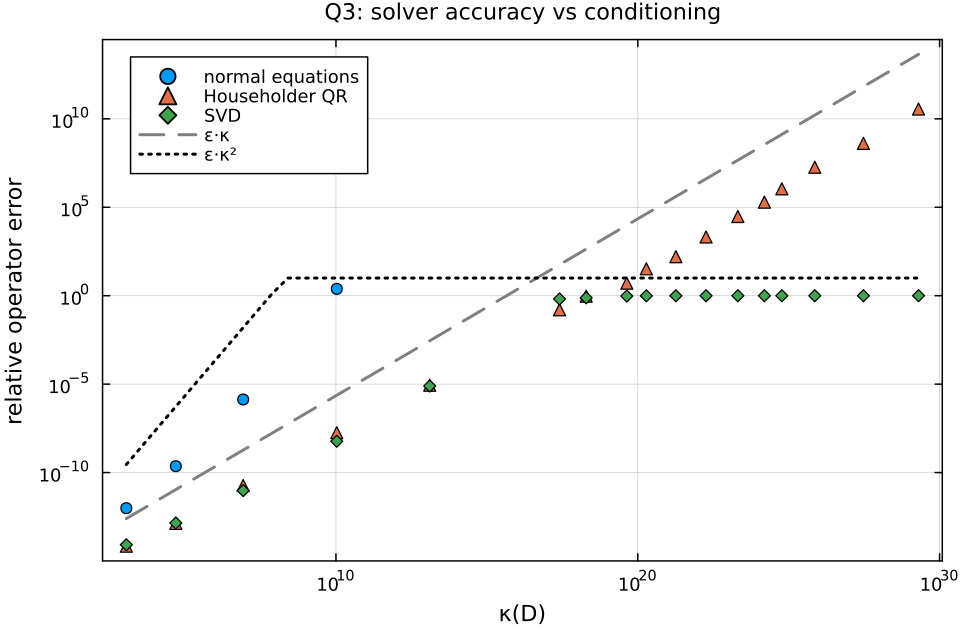 Q3: solver accuracy vs conditioning
normal equations
Householder QR
SVD
ε·κ
ε·κ²
relative operator error
10¹⁰
10⁵
10⁰
10⁻⁵
10⁻¹⁰
10¹⁰
10²⁰
10³⁰
κ(D)